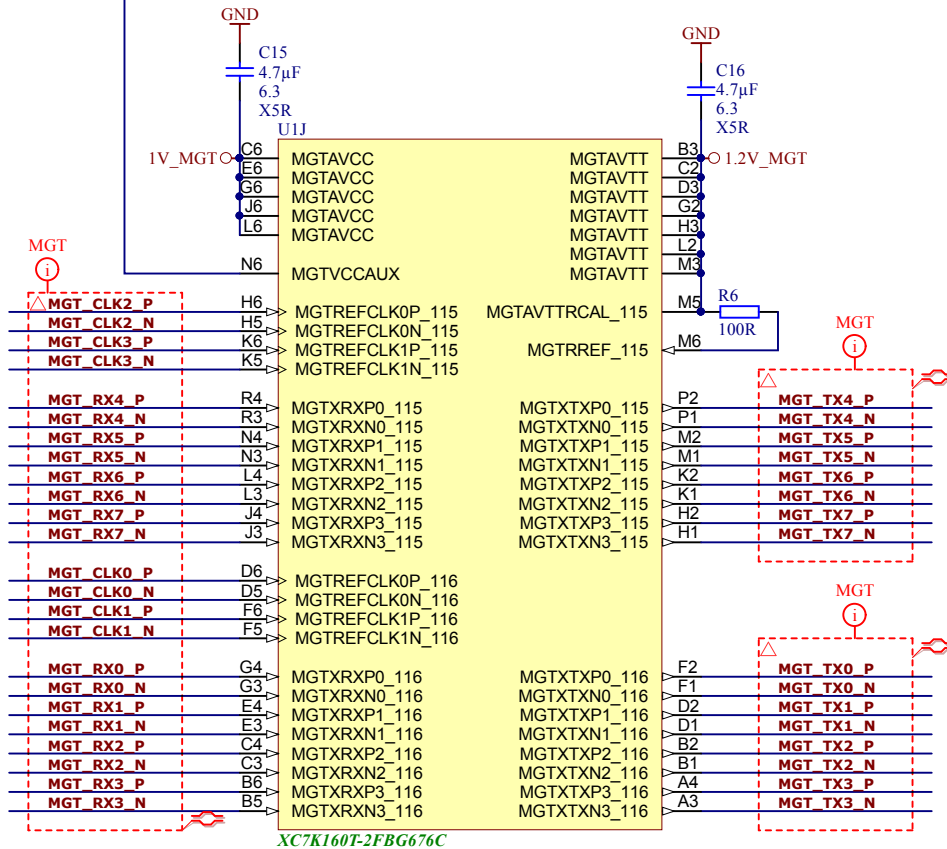 GND
C15
4.7µF
6.3
X5R
GND
C16
4.7µF
6.3
X5R
U1J
1V_MGT
C6 MGTAVCC
E6 MGTAVCC
G6 MGTAVCC
J6 MGTAVCC
L6 MGTAVCC
N6 MGTVCCAUX
MGTAVTT B3 1.2V_MGT
MGTAVTT C2
MGTAVTT D3
MGTAVTT G2
MGTAVTT H3
MGTAVTT L2
MGTAVTT M3
MGTAVTTRCAL_115 M5 R6
100R
MGTRREF_115 M6
MGT
i
MGT_CLK2_P H6 MGTREFCLK0P_115
MGT_CLK2_N H5 MGTREFCLK0N_115
MGT_CLK3_P K6 MGTREFCLK1P_115
MGT_CLK3_N K5 MGTREFCLK1N_115
MGT
i
MGT_RX4_P R4 MGTXRXP0_115 MGTXTXP0_115 P2 MGT_TX4_P
MGT_RX4_N R3 MGTXRXN0_115 MGTXTXN0_115 P1 MGT_TX4_N
MGT_RX5_P N4 MGTXRXP1_115 MGTXTXP1_115 M2 MGT_TX5_P
MGT_RX5_N N3 MGTXRXN1_115 MGTXTXN1_115 M1 MGT_TX5_N
MGT_RX6_P L4 MGTXRXP2_115 MGTXTXP2_115 K2 MGT_TX6_P
MGT_RX6_N L3 MGTXRXN2_115 MGTXTXN2_115 K1 MGT_TX6_N
MGT_RX7_P J4 MGTXRXP3_115 MGTXTXP3_115 H2 MGT_TX7_P
MGT_RX7_N J3 MGTXRXN3_115 MGTXTXN3_115 H1 MGT_TX7_N
MGT_CLK0_P D6 MGTREFCLK0P_116
MGT_CLK0_N D5 MGTREFCLK0N_116
MGT_CLK1_P F6 MGTREFCLK1P_116
MGT_CLK1_N F5 MGTREFCLK1N_116
MGT
i
MGT_RX0_P G4 MGTXRXP0_116 MGTXTXP0_116 F2 MGT_TX0_P
MGT_RX0_N G3 MGTXRXN0_116 MGTXTXN0_116 F1 MGT_TX0_N
MGT_RX1_P E4 MGTXRXP1_116 MGTXTXP1_116 D2 MGT_TX1_P
MGT_RX1_N E3 MGTXRXN1_116 MGTXTXN1_116 D1 MGT_TX1_N
MGT_RX2_P C4 MGTXRXP2_116 MGTXTXP2_116 B2 MGT_TX2_P
MGT_RX2_N C3 MGTXRXN2_116 MGTXTXN2_116 B1 MGT_TX2_N
MGT_RX3_P B6 MGTXRXP3_116 MGTXTXP3_116 A4 MGT_TX3_P
MGT_RX3_N B5 MGTXRXN3_116 MGTXTXN3_116 A3 MGT_TX3_N
XC7K160T-2FBG676C